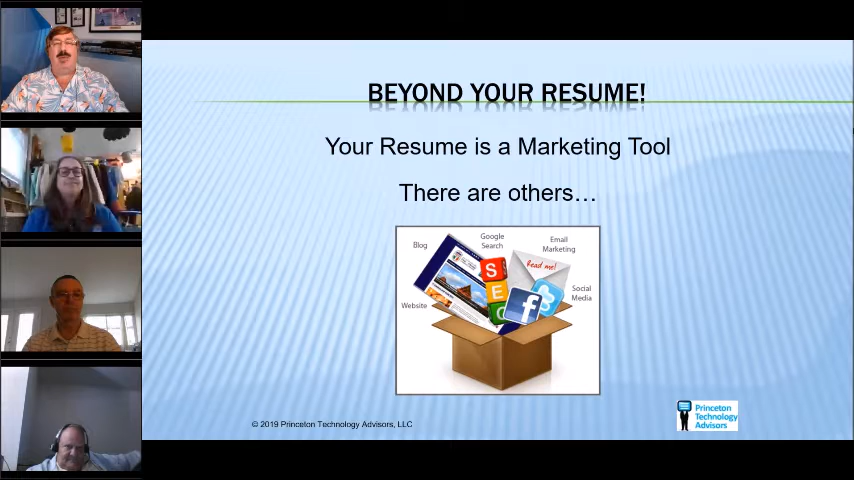 BEYOND YOUR RESUME!
Your Resume is a Marketing Tool
There are others…
Blog
Google
Search
Email
Marketing
Read me!
Social
Media
Website
S
E
f
© 2019 Princeton Technology Advisors, LLC
Princeton
Technology
Advisors